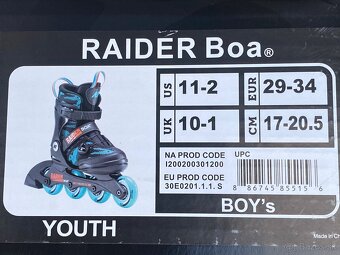 RAIDER Boa®
US 11-2 EUR 29-34
UK 10-1 CM 17-20.5
NA PROD CODE
I200200301200
UPC
EU PROD CODE
30E0201.1.1. S
8 86745 85515 6
YOUTH
BOY's
Made in Ch